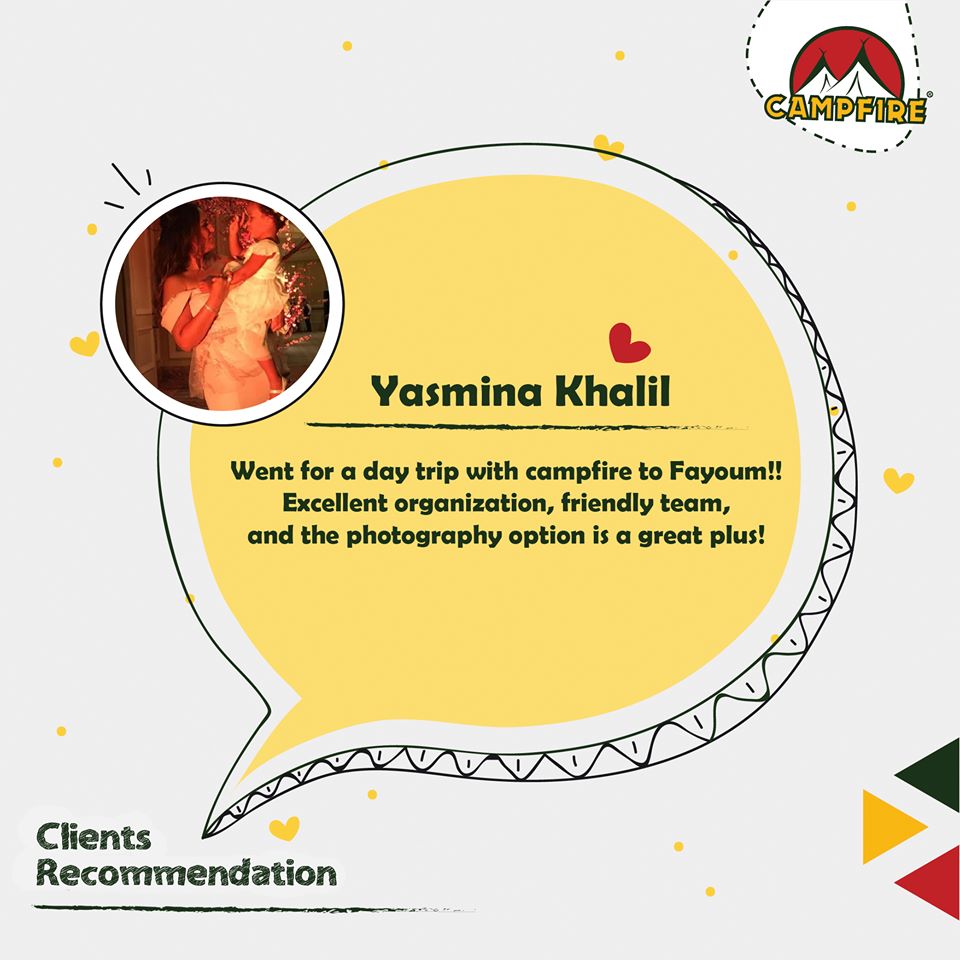 CAMPFIRE®
Yasmina Khalil
Went for a day trip with campfire to Fayoum!!
Excellent organization, friendly team,
and the photography option is a great plus!
Clients
Recommendation